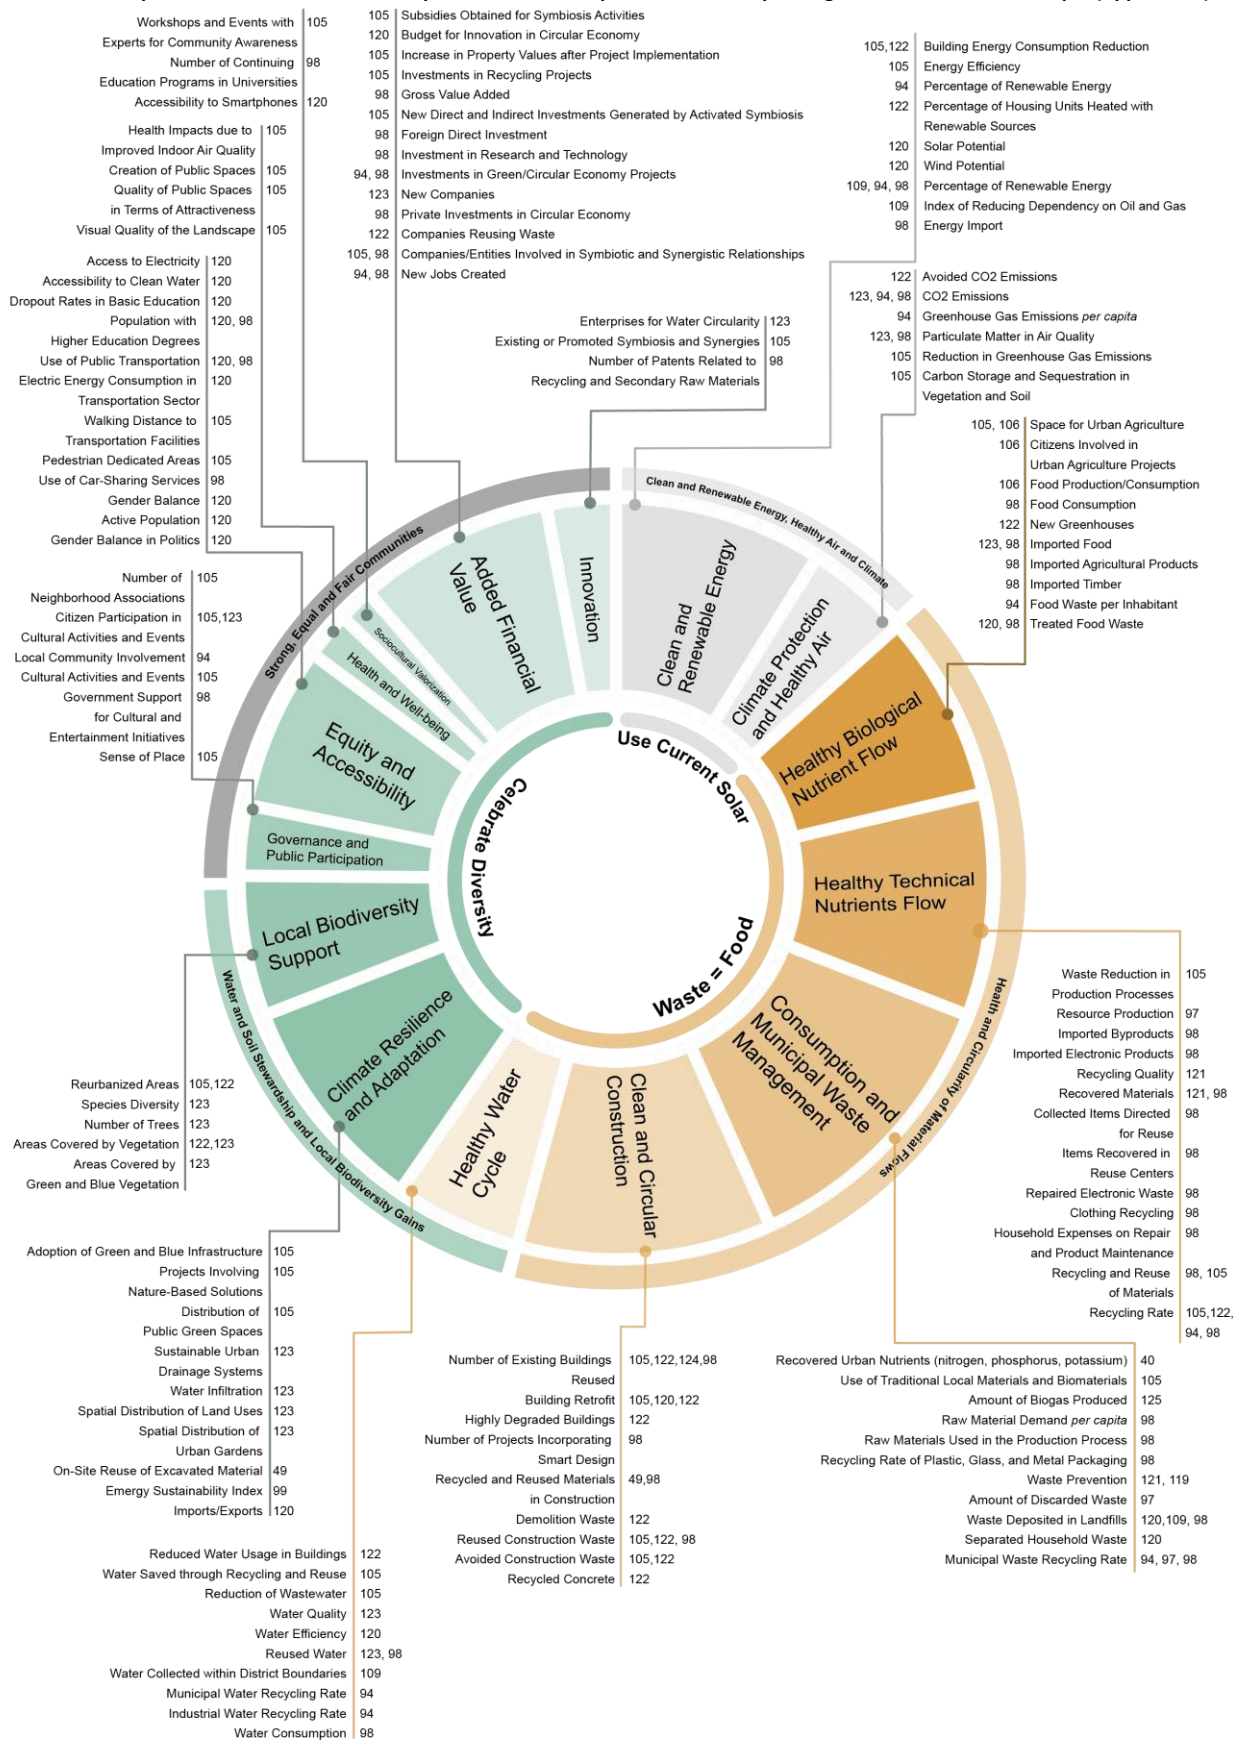 Workshops and Events with 105
Experts for Community Awareness
Number of Continuing 98
Education Programs in Universities
Accessibility to Smartphones 120
Health Impacts due to 105
Improved Indoor Air Quality
Creation of Public Spaces 105
Quality of Public Spaces 105
in Terms of Attractiveness
Visual Quality of the Landscape 105
Access to Electricity 120
Accessibility to Clean Water 120
Dropout Rates in Basic Education 120
Population with 120, 98
Higher Education Degrees
Use of Public Transportation 120, 98
Electric Energy Consumption in 120
Transportation Sector
Walking Distance to 105
Transportation Facilities
Pedestrian Dedicated Areas 105
Use of Car-Sharing Services 98
Gender Balance 120
Active Population 120
Gender Balance in Politics 120
Number of 105
Neighborhood Associations
Citizen Participation in 105,123
Cultural Activities and Events
Local Community Involvement 94
Cultural Activities and Events 105
Government Support 98
for Cultural and
Entertainment Initiatives
Sense of Place 105
105 Subsidies Obtained for Symbiosis Activities
120 Budget for Innovation in Circular Economy
105 Increase in Property Values after Project Implementation
105 Investments in Recycling Projects
98 Gross Value Added
105 New Direct and Indirect Investments Generated by Activated Symbiosis
98 Foreign Direct Investment
98 Investment in Research and Technology
94, 98 Investments in Green/Circular Economy Projects
123 New Companies
98 Private Investments in Circular Economy
122 Companies Reusing Waste
105, 98 Companies/Entities Involved in Symbiotic and Synergistic Relationships
94, 98 New Jobs Created
Enterprises for Water Circularity 123
Existing or Promoted Symbiosis and Synergies 105
Number of Patents Related to 98
Recycling and Secondary Raw Materials
105,122 Building Energy Consumption Reduction
105 Energy Efficiency
94 Percentage of Renewable Energy
122 Percentage of Housing Units Heated with
Renewable Sources
120 Solar Potential
120 Wind Potential
109, 94, 98 Percentage of Renewable Energy
109 Index of Reducing Dependency on Oil and Gas
98 Energy Import
122 Avoided CO2 Emissions
123, 94, 98 CO2 Emissions
94 Greenhouse Gas Emissions per capita
123, 98 Particulate Matter in Air Quality
105 Reduction in Greenhouse Gas Emissions
105 Carbon Storage and Sequestration in
Vegetation and Soil
105, 106 Space for Urban Agriculture
106 Citizens Involved in
Urban Agriculture Projects
106 Food Production/Consumption
98 Food Consumption
122 New Greenhouses
123, 98 Imported Food
98 Imported Agricultural Products
98 Imported Timber
94 Food Waste per Inhabitant
120, 98 Treated Food Waste
Strong, Equal and Fair Communities
Clean and Renewable Energy, Healthy Air and Climate
Health and Circularity of Material Flows
Water and Soil Stewardship and Local Biodiversity Gains
Innovation
Added Financial
Value
Sociocultural Valorization
Health and Well-being
Equity and
Accessibility
Governance and
Public Participation
Local Biodiversity
Support
Climate Resilience
and Adaptation
Healthy Water
Cycle
Clean and Circular
Construction
Consumption and
Municipal Waste
Management
Healthy Technical
Nutrients Flow
Healthy Biological
Nutrient Flow
Climate Protection
and Healthy Air
Clean and
Renewable Energy
Use Current Solar
Celebrate Diversity
Waste = Food
Waste Reduction in 105
Production Processes
Resource Production 97
Imported Byproducts 98
Imported Electronic Products 98
Recycling Quality 121
Recovered Materials 121, 98
Collected Items Directed 98
for Reuse
Items Recovered in 98
Reuse Centers
Repaired Electronic Waste 98
Clothing Recycling 98
Household Expenses on Repair 98
and Product Maintenance
Recycling and Reuse 98, 105
of Materials
Recycling Rate 105,122,
94, 98
Reurbanized Areas 105,122
Species Diversity 123
Number of Trees 123
Areas Covered by Vegetation 122,123
Areas Covered by 123
Green and Blue Vegetation
Adoption of Green and Blue Infrastructure 105
Projects Involving 105
Nature-Based Solutions
Distribution of 105
Public Green Spaces
Sustainable Urban 123
Drainage Systems
Water Infiltration 123
Spatial Distribution of Land Uses 123
Spatial Distribution of 123
Urban Gardens
On-Site Reuse of Excavated Material 49
Emergy Sustainability Index 99
Imports/Exports 120
Reduced Water Usage in Buildings 122
Water Saved through Recycling and Reuse 105
Reduction of Wastewater 105
Water Quality 123
Water Efficiency 120
Reused Water 123, 98
Water Collected within District Boundaries 109
Municipal Water Recycling Rate 94
Industrial Water Recycling Rate 94
Water Consumption 98
Number of Existing Buildings 105,122,124,98
Reused
Building Retrofit 105,120,122
Highly Degraded Buildings 122
Number of Projects Incorporating 98
Smart Design
Recycled and Reused Materials 49,98
in Construction
Demolition Waste 122
Reused Construction Waste 105,122, 98
Avoided Construction Waste 105,122
Recycled Concrete 122
Recovered Urban Nutrients (nitrogen, phosphorus, potassium) 40
Use of Traditional Local Materials and Biomaterials 105
Amount of Biogas Produced 125
Raw Material Demand per capita 98
Raw Materials Used in the Production Process 98
Recycling Rate of Plastic, Glass, and Metal Packaging 98
Waste Prevention 121, 119
Amount of Discarded Waste 97
Waste Deposited in Landfills 120,109, 98
Separated Household Waste 120
Municipal Waste Recycling Rate 94, 97, 98